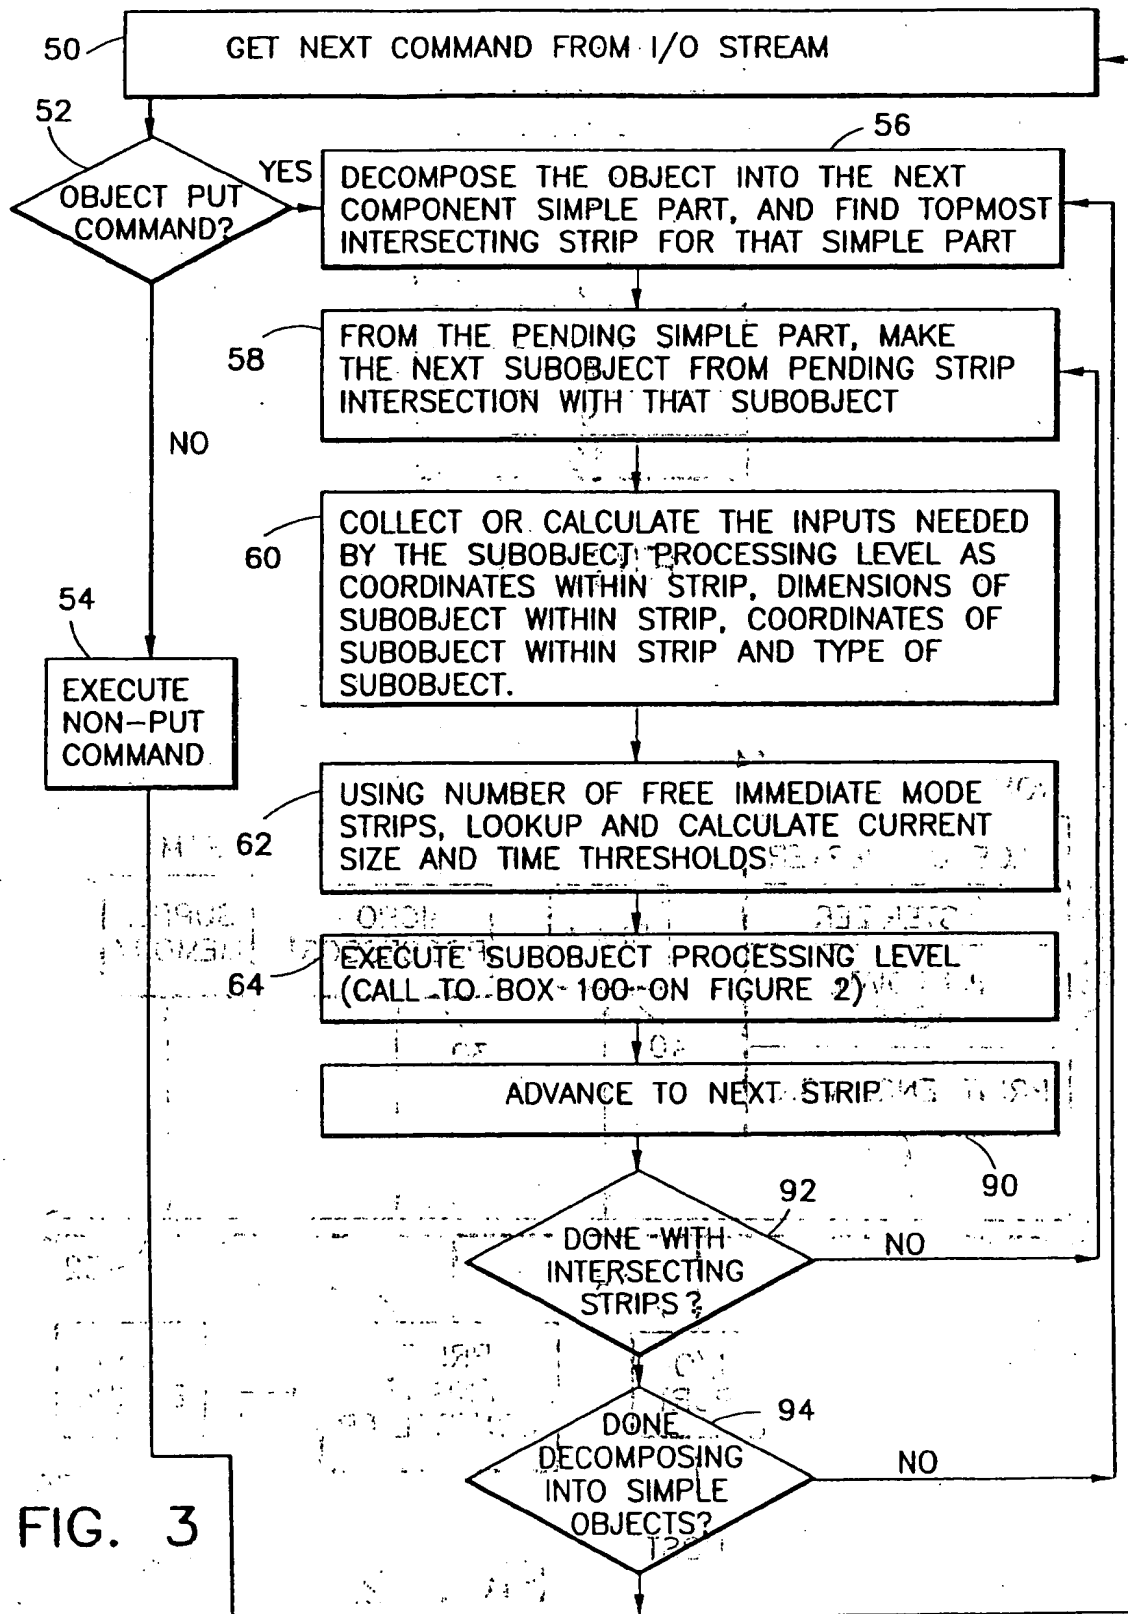 50
GET NEXT COMMAND FROM I/O STREAM
52
OBJECT PUT
COMMAND?
YES
56
DECOMPOSE THE OBJECT INTO THE NEXT
COMPONENT SIMPLE PART, AND FIND TOPMOST
INTERSECTING STRIP FOR THAT SIMPLE PART
58
FROM THE PENDING SIMPLE PART, MAKE
THE NEXT SUBOBJECT FROM PENDING STRIP
INTERSECTION WITH THAT SUBOBJECT
NO
60
COLLECT OR CALCULATE THE INPUTS NEEDED
BY THE SUBOBJECT PROCESSING LEVEL AS
COORDINATES WITHIN STRIP, DIMENSIONS OF
SUBOBJECT WITHIN STRIP, COORDINATES OF
SUBOBJECT WITHIN STRIP AND TYPE OF
SUBOBJECT.
54
EXECUTE
NON-PUT
COMMAND
62
USING NUMBER OF FREE IMMEDIATE MODE
STRIPS, LOOKUP AND CALCULATE CURRENT
SIZE AND TIME THRESHOLDS
64
EXECUTE SUBOBJECT PROCESSING LEVEL
(CALL TO BOX 100 ON FIGURE 2)
ADVANCE TO NEXT STRIP
90
92
DONE WITH
INTERSECTING
STRIPS?
NO
94
DONE
DECOMPOSING
INTO SIMPLE
OBJECTS?
NO
FIG. 3